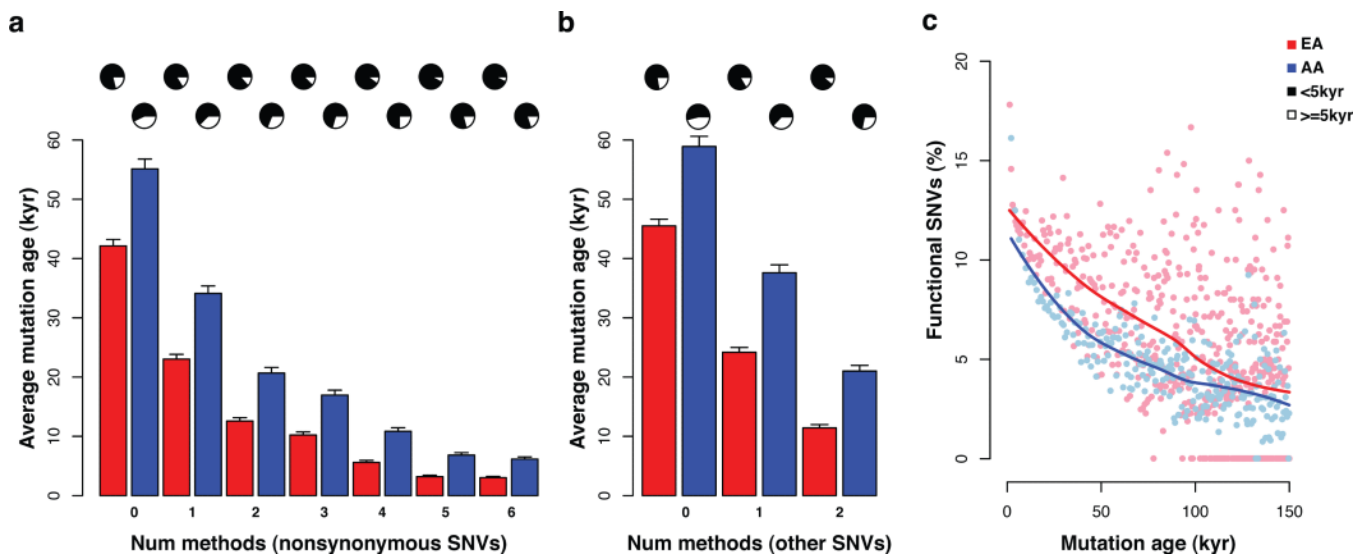 a
b
c
Average mutation age (kyr)
0
10
20
30
40
50
60
0
1
2
3
4
5
6
Num methods (nonsynonymous SNVs)
Average mutation age (kyr)
0
10
20
30
40
50
60
0
1
2
Num methods (other SNVs)
Functional SNVs (%)
20
15
10
5
0
0
50
100
150
Mutation age (kyr)
EA
AA
<5kyr
>=5kyr